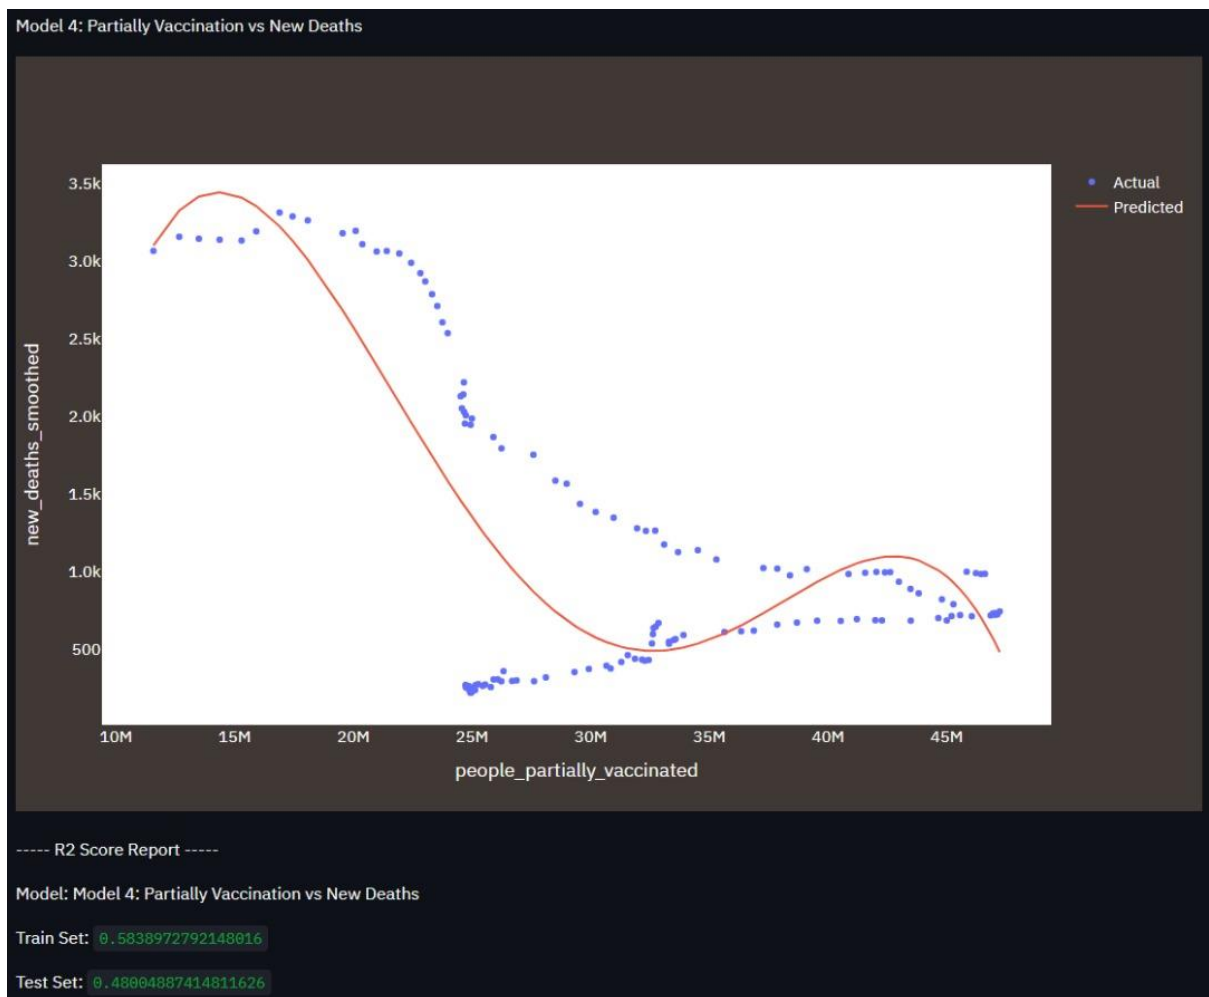 Model 4: Partially Vaccination vs New Deaths
Actual
Predicted
3.5k
3.0k
2.5k
2.0k
1.5k
1.0k
500
new_deaths_smoothed
10M 15M 20M 25M 30M 35M 40M 45M
people_partially_vaccinated
----- R2 Score Report -----
Model: Model 4: Partially Vaccination vs New Deaths
Train Set: 0.5838972792148016
Test Set: 0.48004887414811626